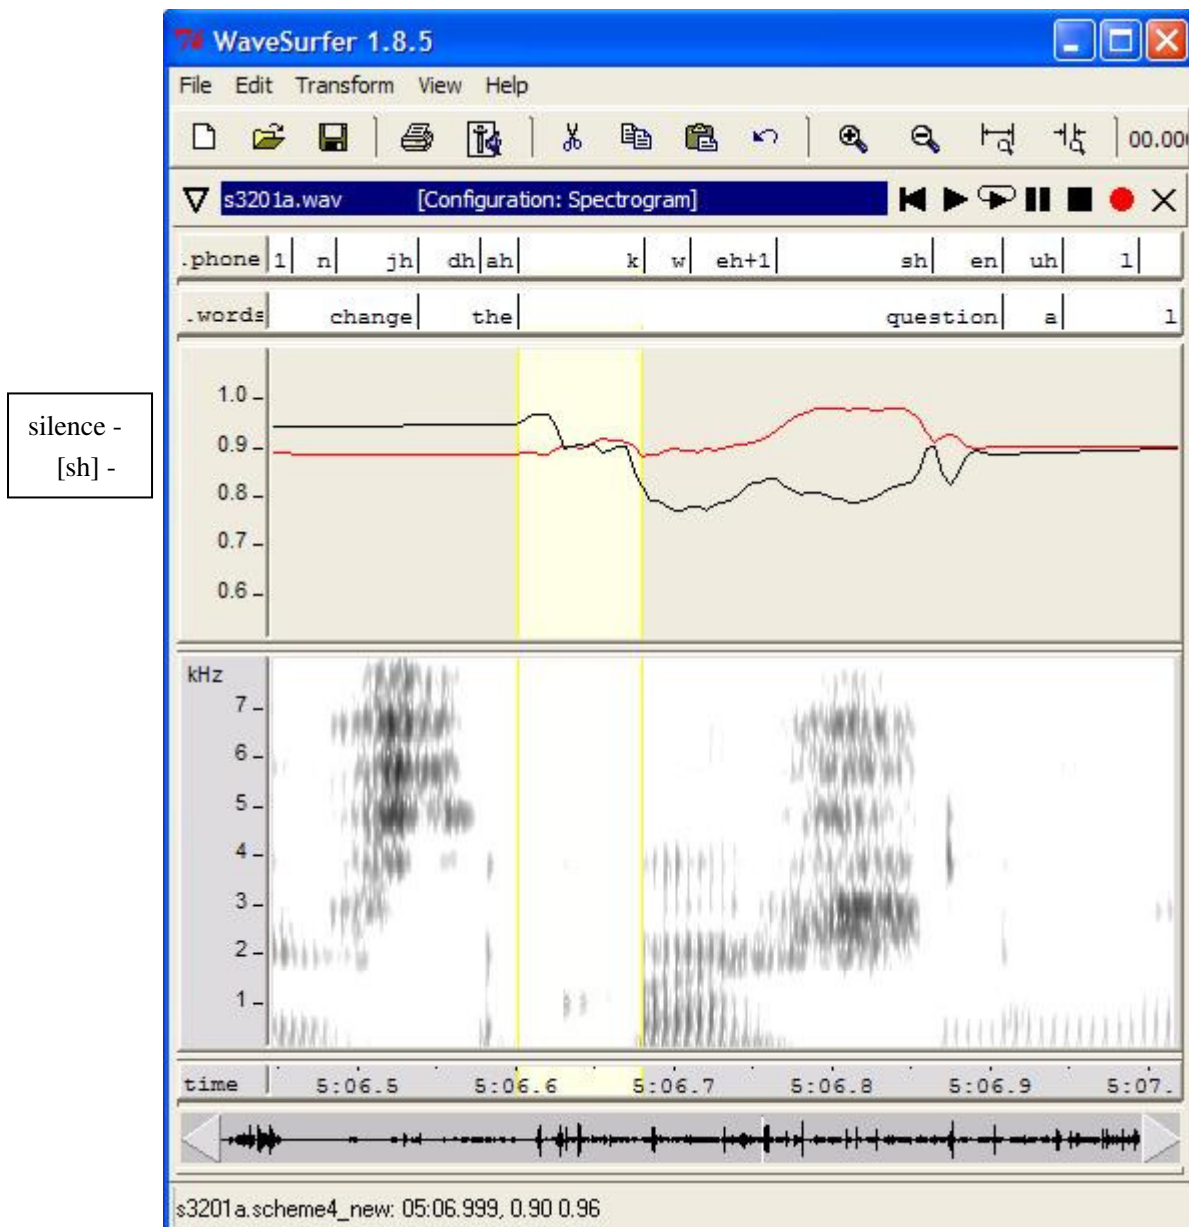 WaveSurfer 1.8.5
File Edit Transform View Help
00.00
s3201a.wav [Configuration: Spectrogram]
.phone l n jh dh ah k w eh+1 sh en uh l
.words change the question a l
1.0
0.9
0.8
0.7
0.6
silence -
[sh] -
kHz
7
6
5
4
3
2
1
time 5:06.5 5:06.6 5:06.7 5:06.8 5:06.9 5:07.
s3201a.scheme4_new: 05:06.999, 0.90 0.96